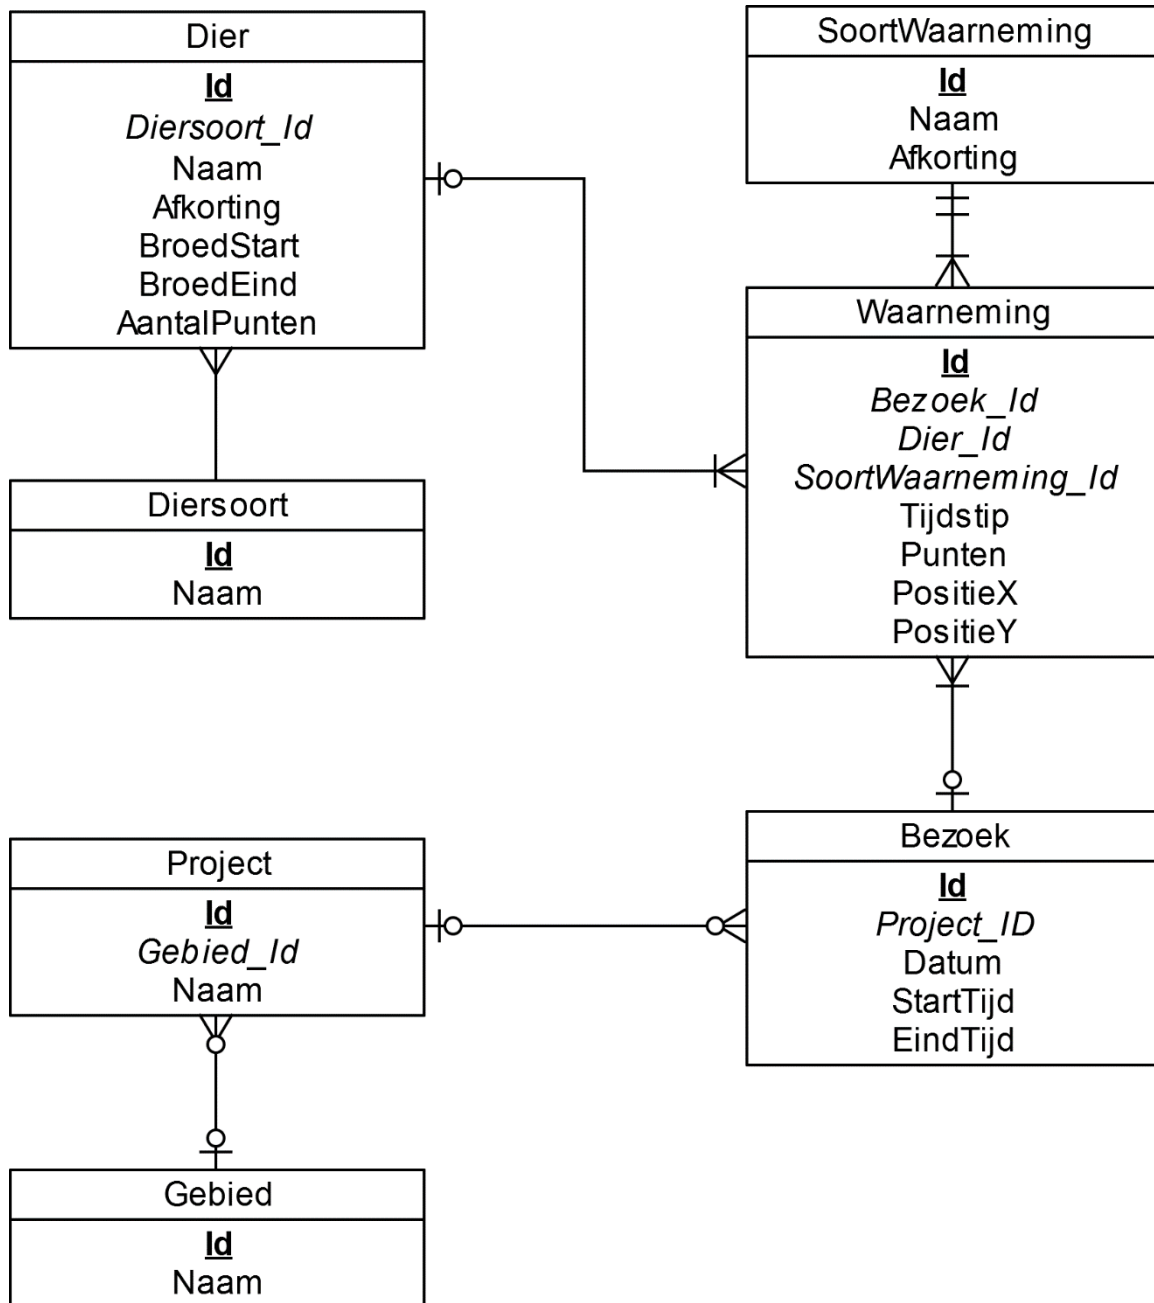 Dier
Id
Diersoort_Id
Naam
Afkorting
BroedStart
BroedEind
AantalPunten
SoortWaarneming
Id
Naam
Afkorting
Waarneming
Id
Bezoek_Id
Dier_Id
SoortWaarneming_Id
Tijdstip
Punten
PositieX
PositieY
Diersoort
Id
Naam
Project
Id
Gebied_Id
Naam
Bezoek
Id
Project_ID
Datum
StartTijd
EindTijd
Gebied
Id
Naam